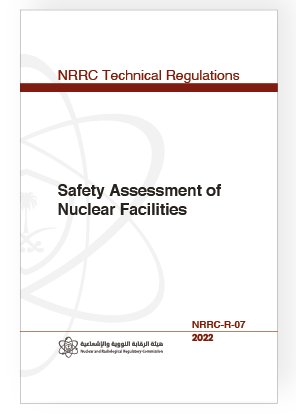 NRRC Technical Regulations
Safety Assessment of
Nuclear Facilities
NRRC-R-07
2022
هيئة الرقابة النووية والإشعاعية
Nuclear and Radiological Regulatory Commission